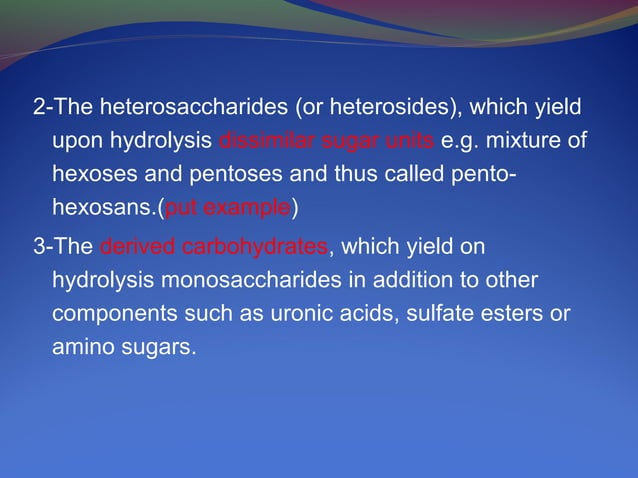 2-The heterosaccharides (or heterosides), which yield
upon hydrolysis dissimilar sugar units e.g. mixture of
hexoses and pentoses and thus called pento-
hexosans.(put example)
3-The derived carbohydrates, which yield on
hydrolysis monosaccharides in addition to other
components such as uronic acids, sulfate esters or
amino sugars.